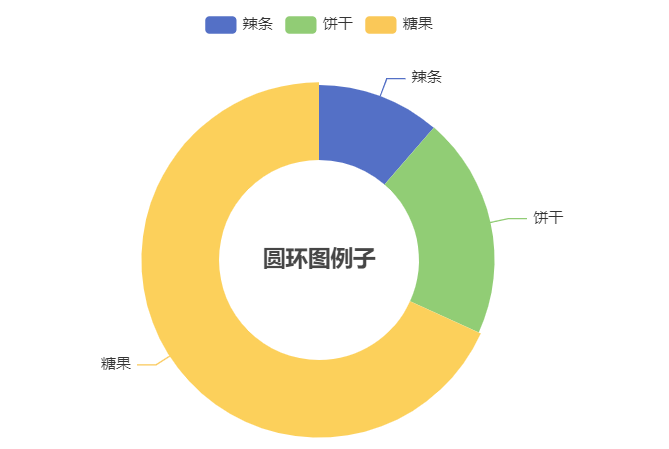 辣条 饼干 糖果
辣条
饼干
圆环图例子
糖果